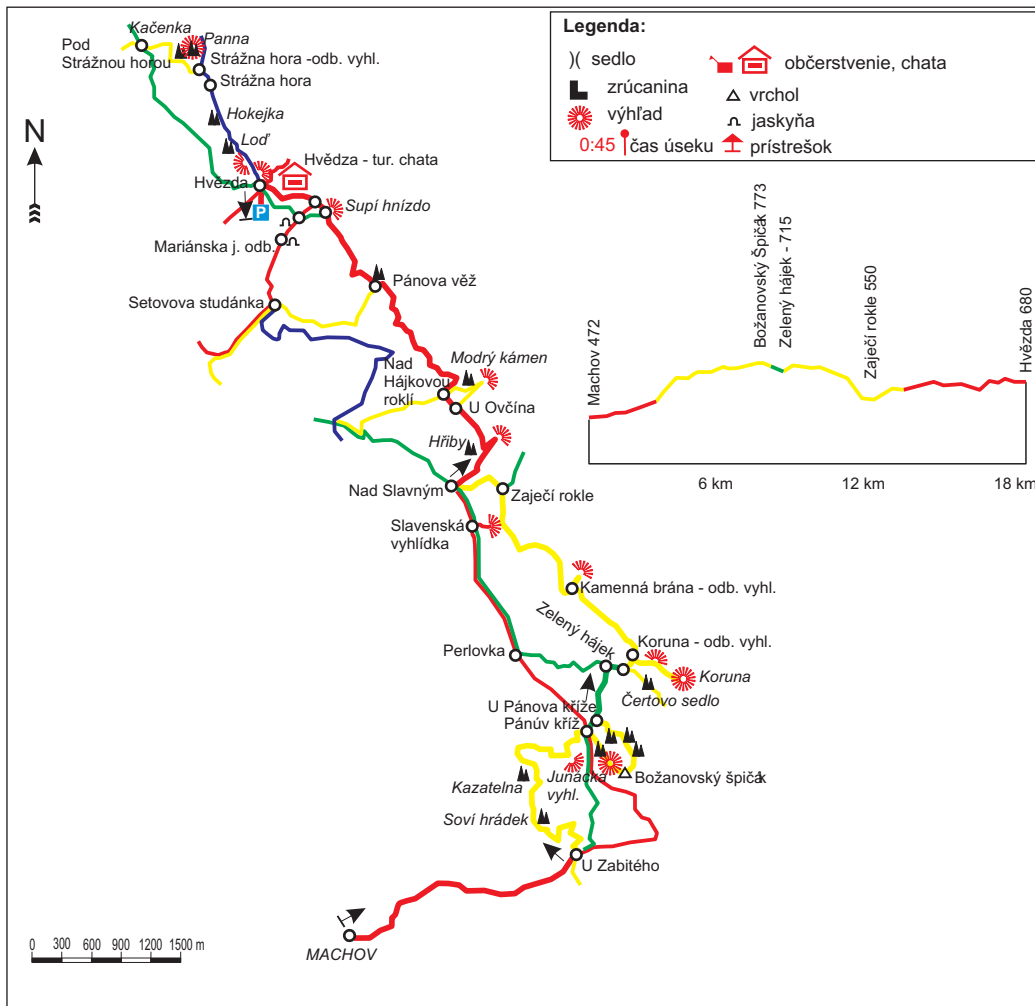 Kačenka
Panna
Pod
Strážnou horou
Strážna hora -odb. vyhl.
Strážna hora
Hokejka
Loď
N
Hvědza - tur. chata
Hvězda
P
Supí hnízdo
Mariánska j. odb.
Pánova věž
Setovova studánka
Modrý kámen
Nad
Hájkovou
roklí
U Ovčína
Hřiby
Nad Slavným
Zaječí rokle
Slavenská
vyhlídka
Kamenná brána - odb. vyhl.
Zelený hájek
Koruna - odb. vyhl.
Perlovka
Koruna
Čertovo sedlo
U Pánova kříže
Pánúv kříž
Junácká
vyhl.
Božanovský špičák
Kazatelna
Soví hrádek
U Zabitého
MACHOV
0 300 600 900 1200 1500 m
Legenda:
)( sedlo
zrúcanina
výhľad
0:45 čas úseku
občerstvenie, chata
vrchol
jaskyňa
prístrešok
Machov 472
Božanovský Špičák 773
Zelený hájek - 715
Zaječí rokle 550
Hvězda 680
6 km
12 km
18 km